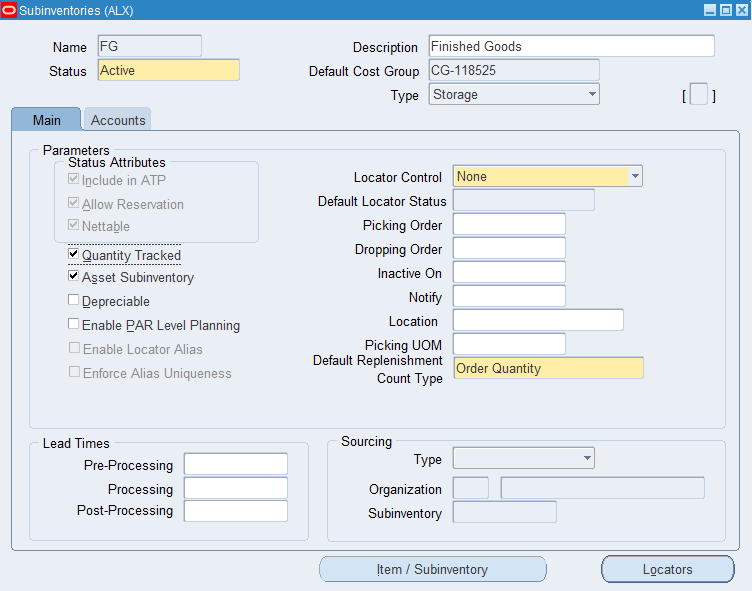 Subinventories (ALX)
Name FG
Description Finished Goods
Status Active
Default Cost Group CG-118525
Type Storage
[ ]
Main Accounts
Parameters
Status Attributes
Include in ATP
Allow Reservation
Nettable
Quantity Tracked
Asset Subinventory
Depreciable
Enable PAR Level Planning
Enable Locator Alias
Enforce Alias Uniqueness
Locator Control None
Default Locator Status
Picking Order
Dropping Order
Inactive On
Notify
Location
Picking UOM
Default Replenishment
Count Type Order Quantity
Lead Times
Pre-Processing
Processing
Post-Processing
Sourcing
Type
Organization
Subinventory
Item / Subinventory
Locators